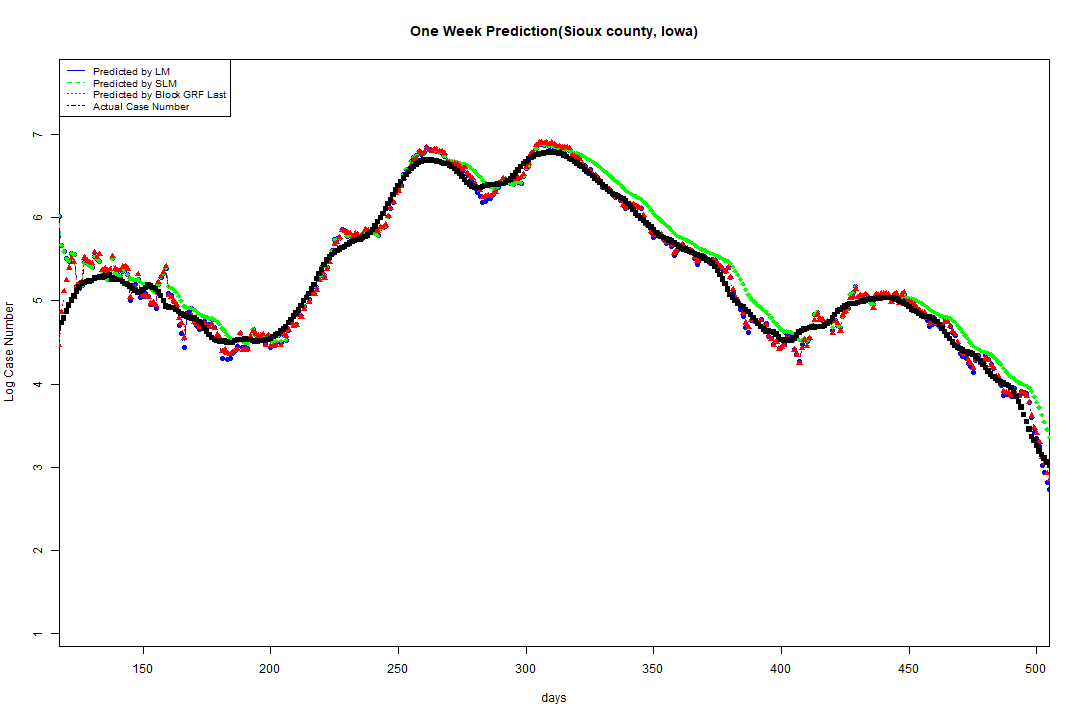 One Week Prediction(Sioux county, Iowa)
Predicted by LM
Predicted by SLM
Predicted by Block GRF Last
Actual Case Number
Log Case Number
7
6
5
4
3
2
1
150 200 250 300 350 400 450 500
days